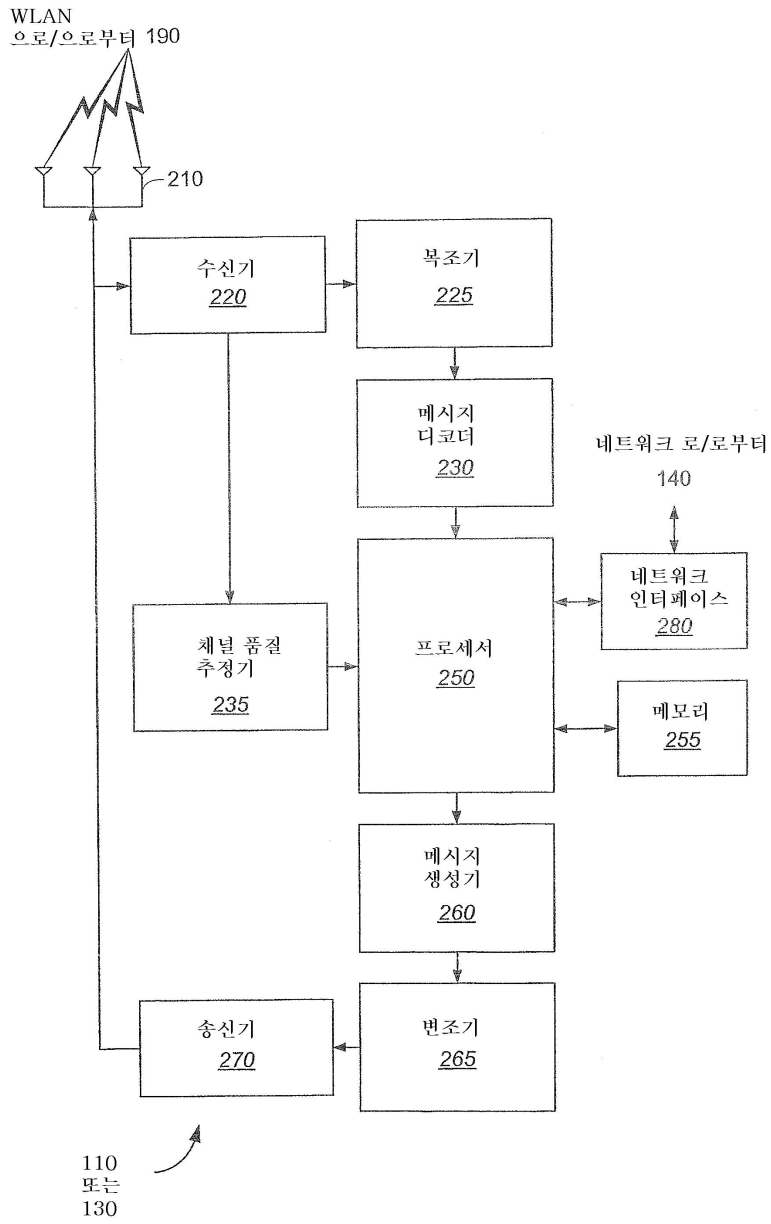 WLAN
으로/으로부터 190
210
수신기
220
복조기
225
메시지
디코더
230
네트워크 로/로부터
140
네트워크
인터페이스
280
채널 품질
추정기
235
프로세서
250
메모리
255
메시지
생성기
260
송신기
270
변조기
265
110
또는
130